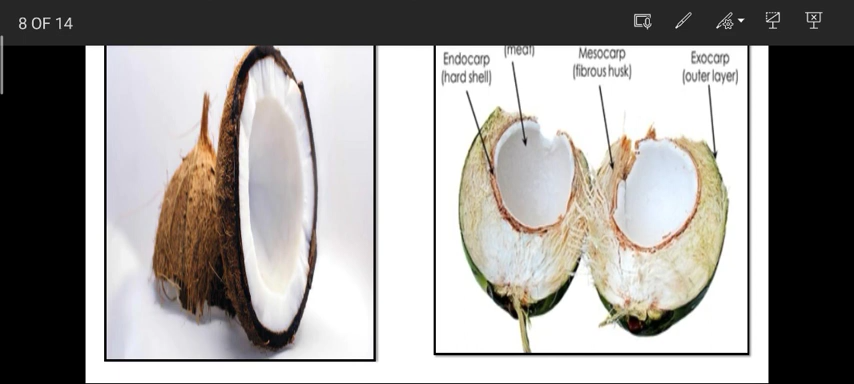 8 OF 14
(meat)
Endocarp
(hard shell)
Mesocarp
(fibrous husk)
Exocarp
(outer layer)